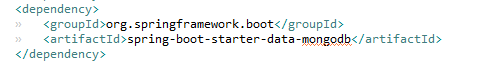 <dependency>
» <groupId>org.springframework.boot</groupId>
» <artifactId>spring-boot-starter-data-mongodb</artifactId>
</dependency>